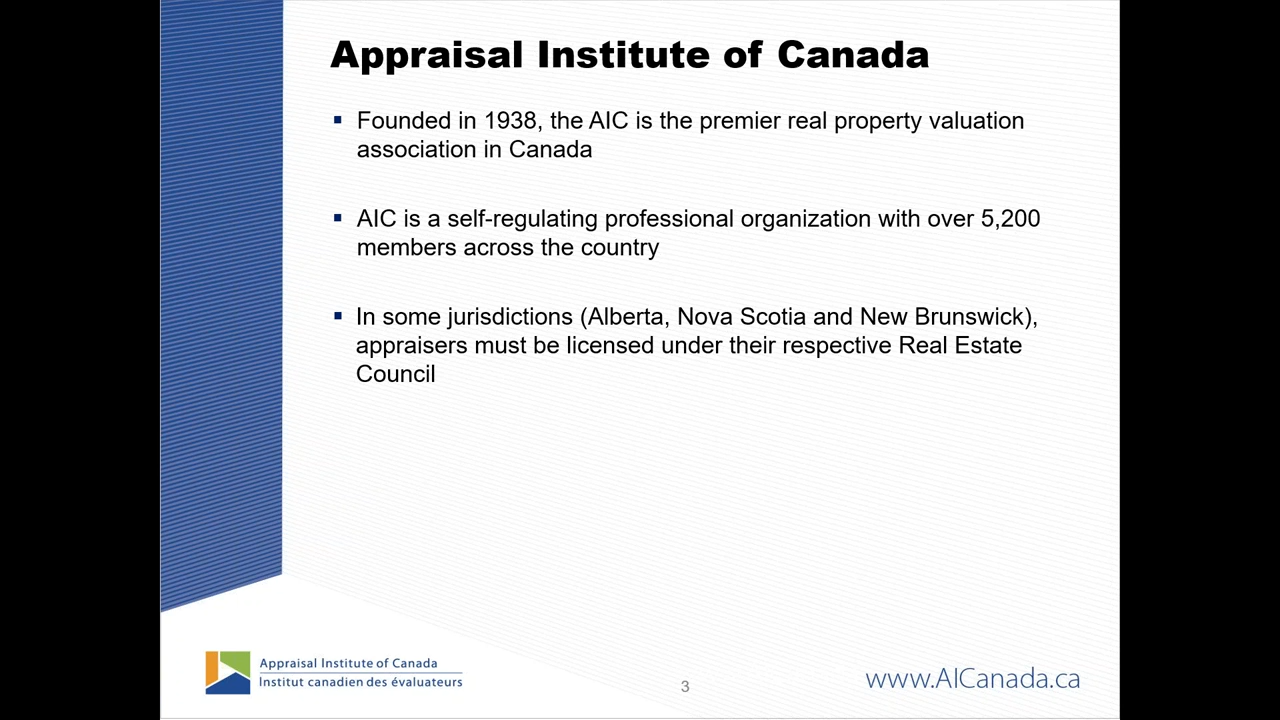 Appraisal Institute of Canada
▪ Founded in 1938, the AIC is the premier real property valuation
association in Canada
▪ AIC is a self-regulating professional organization with over 5,200
members across the country
▪ In some jurisdictions (Alberta, Nova Scotia and New Brunswick),
appraisers must be licensed under their respective Real Estate
Council
Appraisal Institute of Canada
Institut canadien des évaluateurs
3
www.AICanada.ca